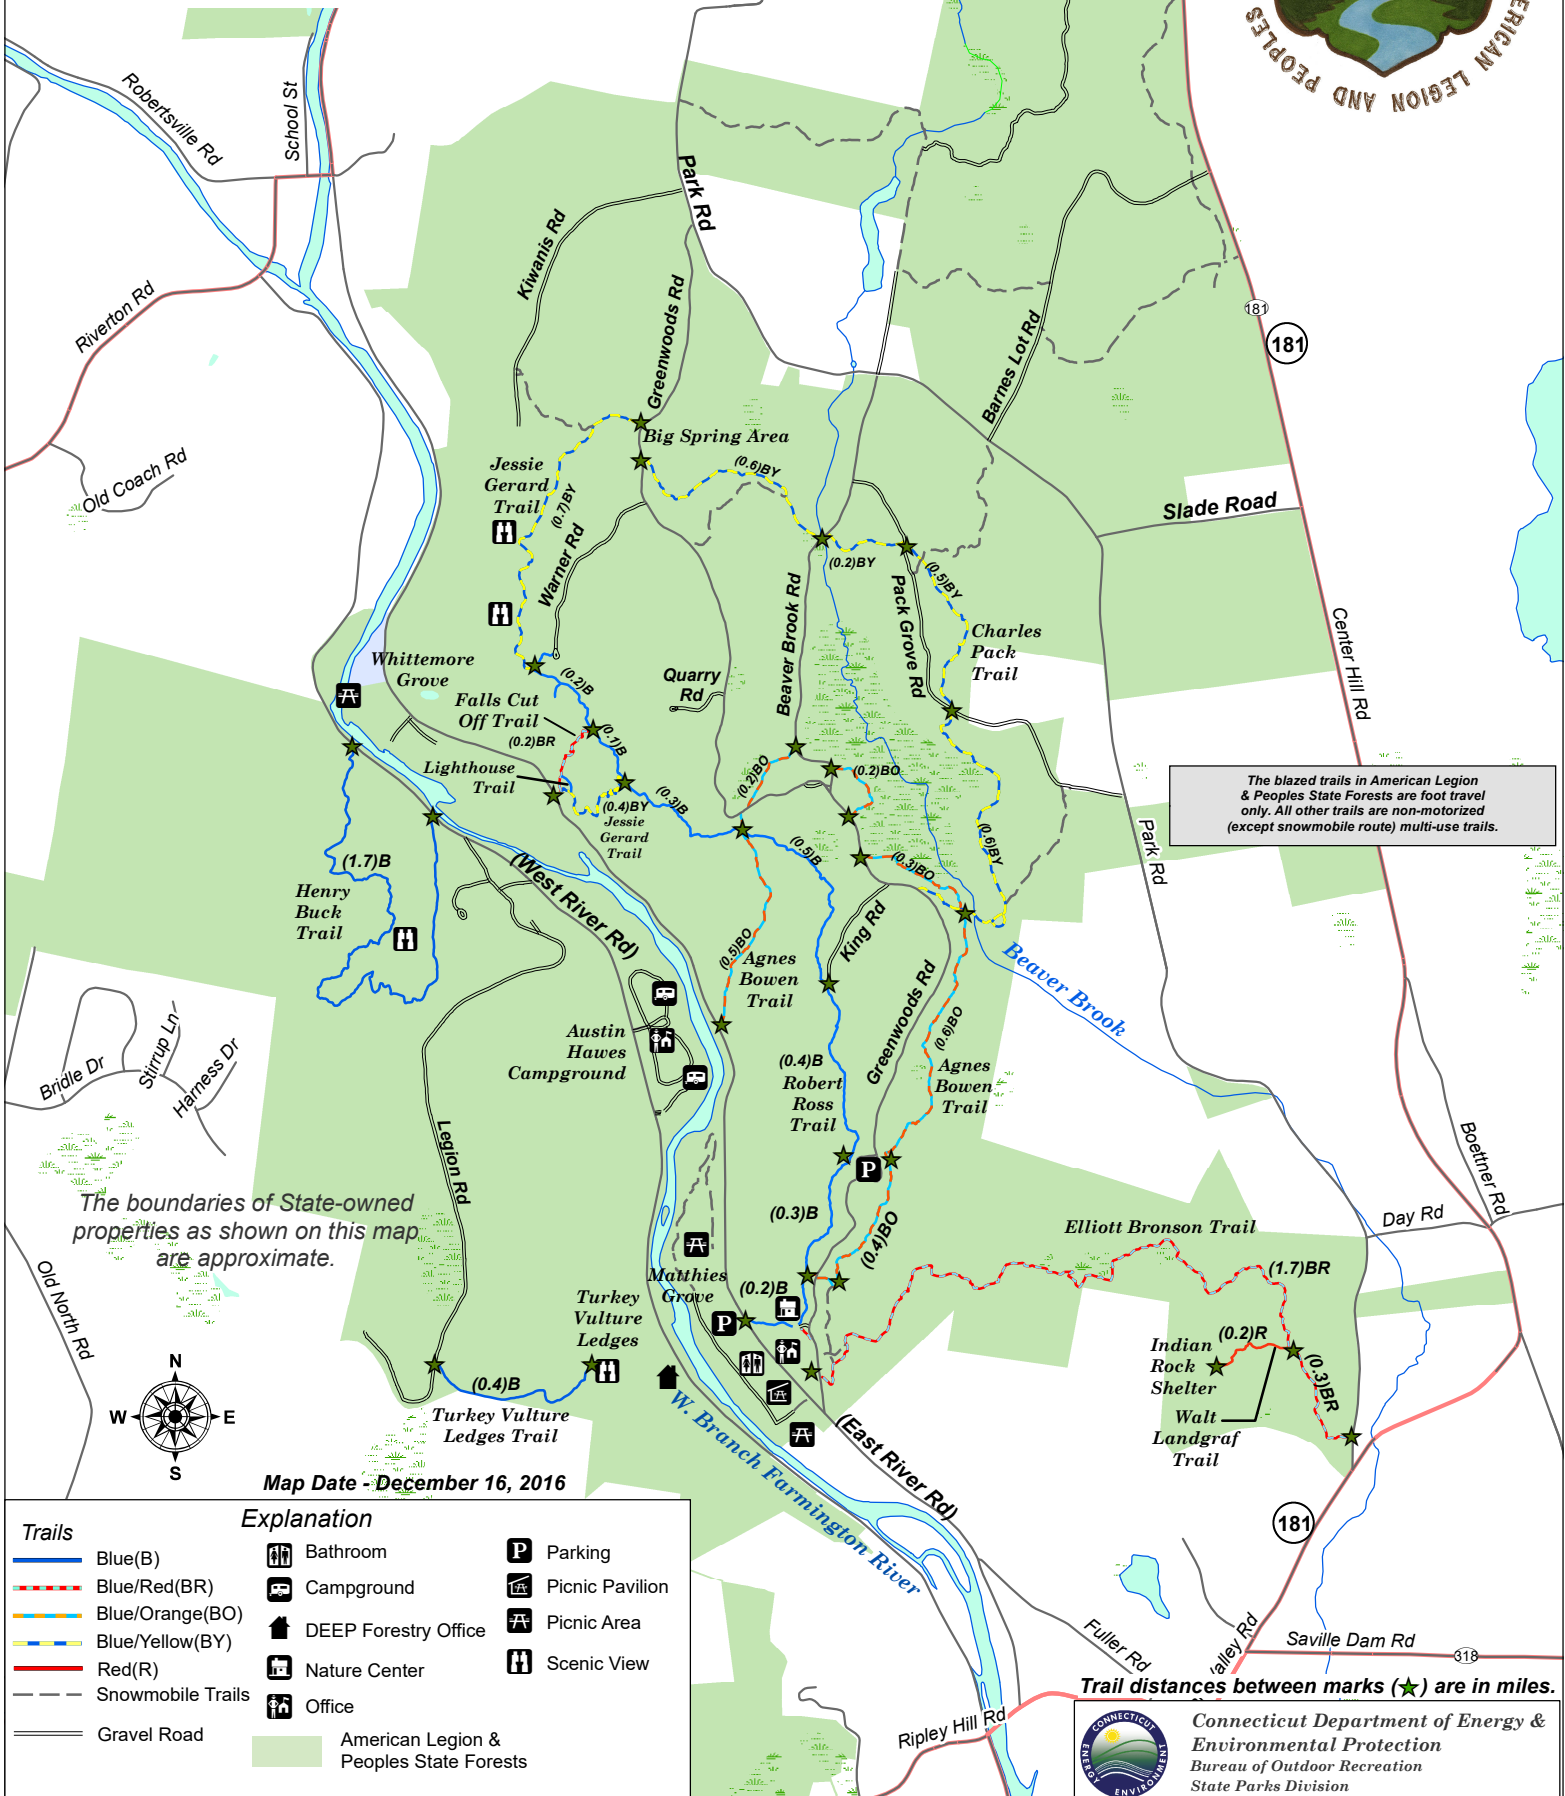 AMERICAN LEGION AND PEOPLES
Robertsville Rd
School St
Park Rd
Kiwanis Rd
Greenwoods Rd
Riverton Rd
181
181
Barnes Lot Rd
Big Spring Area
Jessie
Gerard
Trail
(0.7)BY
(0.6)BY
Old Coach Rd
Slade Road
Warner Rd
(0.2)BY
(0.5)BY
Beaver Brook Rd
Pack Grove Rd
Charles
Pack
Trail
Center Hill Rd
Whittemore
Grove
Quarry
Rd
(0.2)B
Falls Cut
Off Trail
(0.2)BR
(0.1)B
Lighthouse
Trail
(0.4)BY
Jessie
Gerard
Trail
(0.3)B
(0.2)BO
(0.2)BO
The blazed trails in American Legion
& Peoples State Forests are foot travel
only. All other trails are non-motorized
(except snowmobile route) multi-use trails.
(0.5)B
(0.3)BO
(0.6)BY
Park Rd
(1.7)B
Henry
Buck
Trail
(West River Rd)
King Rd
(0.5)BO
Agnes
Bowen
Trail
Beaver Brook
Greenwoods Rd
(0.6)BO
Austin
Hawes
Campground
(0.4)B
Robert
Ross
Trail
Agnes
Bowen
Trail
Bridle Dr
Stirrup Ln
Harness Dr
Legion Rd
P
Boettner Rd
The boundaries of State-owned
properties as shown on this map
are approximate.
(0.3)B
(0.4)BO
Elliott Bronson Trail
Day Rd
(1.7)BR
Old North Rd
Matthies
Grove
(0.2)B
Turkey
Vulture
Ledges
P
Indian
Rock
Shelter
(0.2)R
(0.3)BR
Walt
Landgraf
Trail
N
W
E
S
(0.4)B
Turkey Vulture
Ledges Trail
W. Branch Farmington River
(East River Rd)
Map Date - December 16, 2016
181
Explanation
Trails
Blue(B)
Blue/Red(BR)
Blue/Orange(BO)
Blue/Yellow(BY)
Red(R)
Snowmobile Trails
Gravel Road
Bathroom
Campground
DEEP Forestry Office
Nature Center
Office
American Legion &
Peoples State Forests
P
Parking
Picnic Pavilion
Picnic Area
Scenic View
Fuller Rd
Saville Dam Rd
318
Ripley Hill Rd
Trail distances between marks (★) are in miles.
CONNECTICUT
ENERGY
ENVIRONMENT
Connecticut Department of Energy &
Environmental Protection
Bureau of Outdoor Recreation
State Parks Division